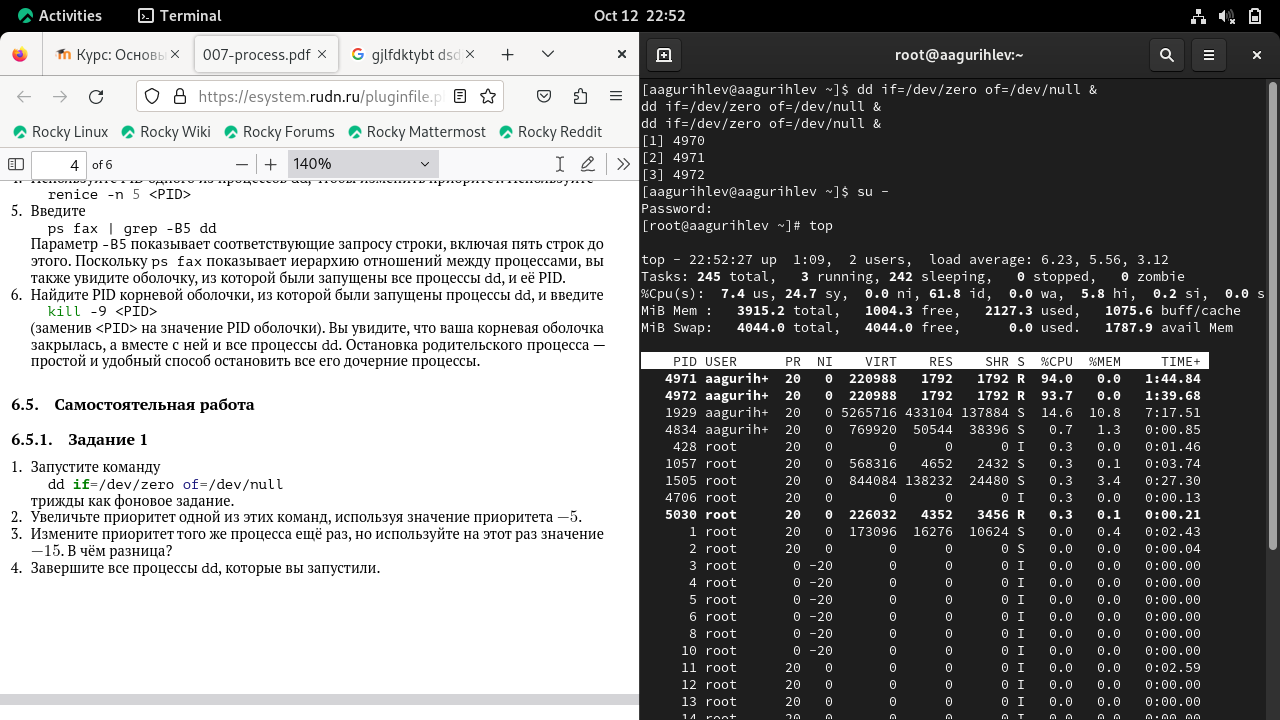 Activities Terminal Oct 12 22:52
Курс: Основы 007-process.pdf gjlfdktybt dsd
https://esystem.rudn.ru/pluginfile.p
Rocky Linux Rocky Wiki Rocky Forums Rocky Mattermost Rocky Reddit
4 of 6 140%
4. Используйте PID одного из процессов dd, чтобы изменить приоритет. Используйте
renice -n 5 <PID>
5. Введите
ps fax | grep -B5 dd
Параметр -B5 показывает соответствующие запросу строки, включая пять строк до
этого. Поскольку ps fax показывает иерархию отношений между процессами, вы
также увидите оболочку, из которой были запущены все процессы dd, и её PID.
6. Найдите PID корневой оболочки, из которой были запущены процессы dd, и введите
kill -9 <PID>
(заменив <PID> на значение PID оболочки). Вы увидите, что ваша корневая оболочка
закрылась, а вместе с ней и все процессы dd. Остановка родительского процесса —
простой и удобный способ остановить все его дочерние процессы.
6.5. Самостоятельная работа
6.5.1. Задание 1
1. Запустите команду
dd if=/dev/zero of=/dev/null
трижды как фоновое задание.
2. Увеличьте приоритет одной из этих команд, используя значение приоритета −5.
3. Измените приоритет того же процесса ещё раз, но используйте на этот раз значение
−15. В чём разница?
4. Завершите все процессы dd, которые вы запустили.
root@aagurihlev:~
[aagurihlev@aagurihlev ~]$ dd if=/dev/zero of=/dev/null &
dd if=/dev/zero of=/dev/null &
dd if=/dev/zero of=/dev/null &
[1] 4970
[2] 4971
[3] 4972
[aagurihlev@aagurihlev ~]$ su -
Password:
[root@aagurihlev ~]# top
top - 22:52:27 up 1:09, 2 users, load average: 6.23, 5.56, 3.12
Tasks: 245 total, 3 running, 242 sleeping, 0 stopped, 0 zombie
%Cpu(s): 7.4 us, 24.7 sy, 0.0 ni, 61.8 id, 0.0 wa, 5.8 hi, 0.2 si, 0.0 s
MiB Mem : 3915.2 total, 1004.3 free, 2127.3 used, 1075.6 buff/cache
MiB Swap: 4044.0 total, 4044.0 free, 0.0 used. 1787.9 avail Mem
PID USER PR NI VIRT RES SHR S %CPU %MEM TIME+
4971 aagurih+ 20 0 220988 1792 1792 R 94.0 0.0 1:44.84
4972 aagurih+ 20 0 220988 1792 1792 R 93.7 0.0 1:39.68
1929 aagurih+ 20 0 5265716 433104 137884 S 14.6 10.8 7:17.51
4834 aagurih+ 20 0 769920 50544 38396 S 0.7 1.3 0:00.85
428 root 20 0 0 0 0 I 0.3 0.0 0:01.46
1057 root 20 0 568316 4652 2432 S 0.3 0.1 0:03.74
1505 root 20 0 844084 138232 24480 S 0.3 3.4 0:27.30
4706 root 20 0 0 0 0 I 0.3 0.0 0:00.13
5030 root 20 0 226032 4352 3456 R 0.3 0.1 0:00.21
1 root 20 0 173096 16276 10624 S 0.0 0.4 0:02.43
2 root 20 0 0 0 0 S 0.0 0.0 0:00.04
3 root 0 -20 0 0 0 I 0.0 0.0 0:00.00
4 root 0 -20 0 0 0 I 0.0 0.0 0:00.00
5 root 0 -20 0 0 0 I 0.0 0.0 0:00.00
6 root 0 -20 0 0 0 I 0.0 0.0 0:00.00
8 root 0 -20 0 0 0 I 0.0 0.0 0:00.00
10 root 0 -20 0 0 0 I 0.0 0.0 0:00.00
11 root 20 0 0 0 0 I 0.0 0.0 0:02.59
12 root 20 0 0 0 0 I 0.0 0.0 0:00.00
13 root 20 0 0 0 0 I 0.0 0.0 0:00.00
14 root 20 0 0 0 0 I 0.0 0.0 0:00.00